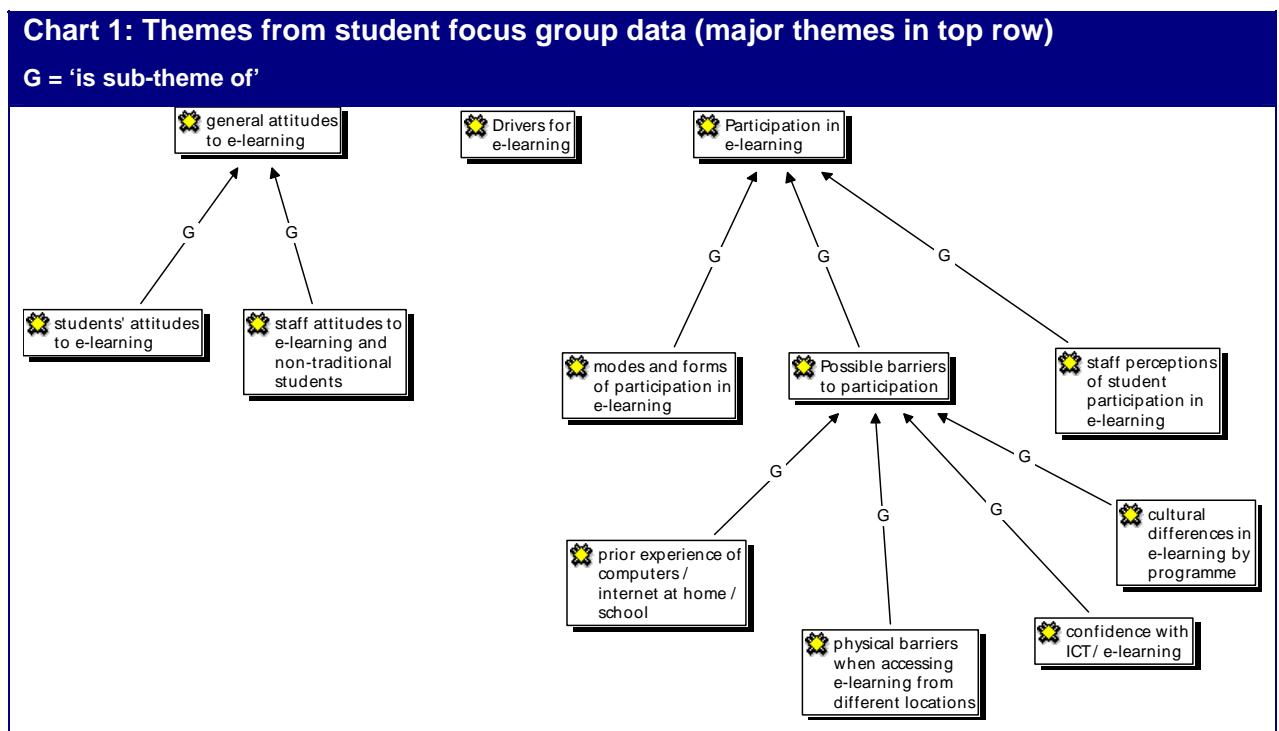 Chart 1: Themes from student focus group data (major themes in top row)
G = ‘is sub-theme of’
general attitudes
to e-learning
Drivers for
e-learning
Participation in
e-learning
G
G
G
G
G
students' attitudes
to e-learning
staff attitudes to
e-learning and
non-traditional
students
modes and forms
of participation in
e-learning
Possible barriers
to participation
staff perceptions
of student
participation in
e-learning
G
G
G
G
prior experience of
computers /
internet at home /
school
physical barriers
when accessing
e-learning from
different locations
confidence with
ICT/ e-learning
cultural
differences in
e-learning by
programme